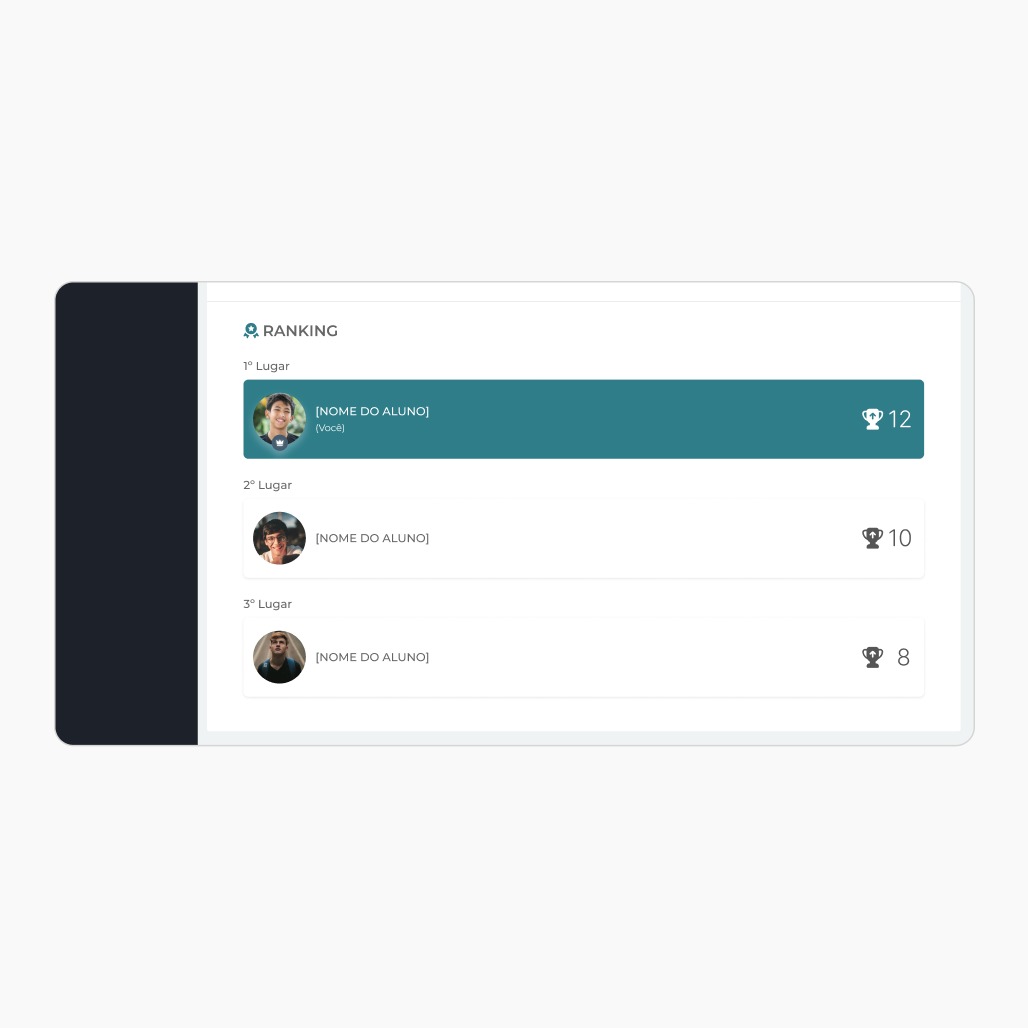 RANKING
1º Lugar
[NOME DO ALUNO]
(Você)
12
2º Lugar
[NOME DO ALUNO]
10
3º Lugar
[NOME DO ALUNO]
8